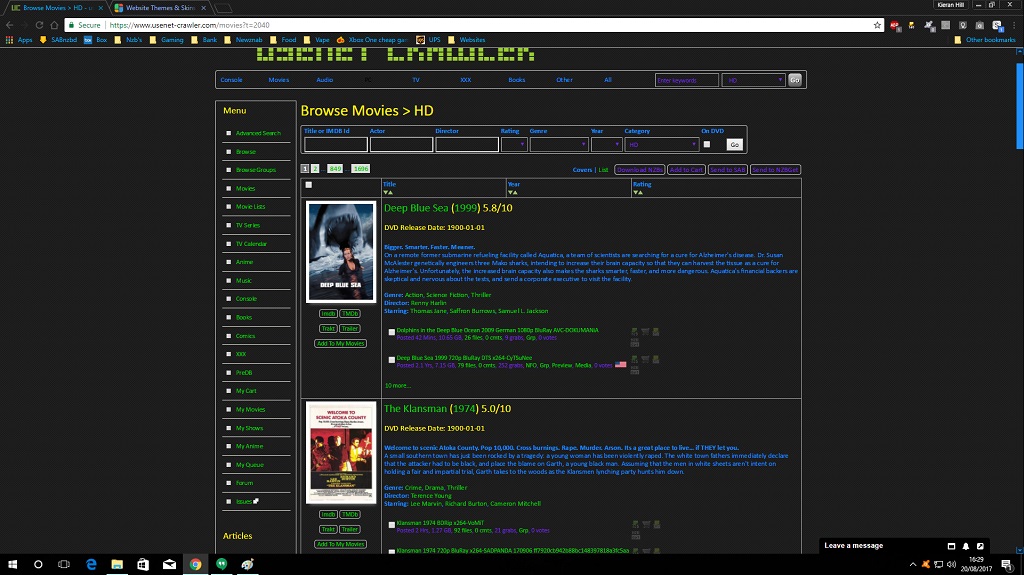 Kieran Hill
UC Browse Movies > HD - u
Website Themes & Skin
Secure https://www.usenet-crawler.com/movies?t=2040
Apps SABnzbd Box Nzb's Gaming Bank Newznab Food Vape Xbox One cheap ga UPS Websites Other bookmarks
USENET CRAWLER
Console Movies Audio PC TV XXX Books Other All Enter keywords HD Go
Menu
Advanced Search
Browse
Browse Groups
Movies
Movie Lists
TV Series
TV Calendar
Anime
Music
Console
Books
Comics
XXX
PreDB
My Cart
My Movies
My Shows
My Anime
My Queue
Forum
Issues
Articles
Browse Movies > HD
Title or IMDB Id Actor Director Rating Genre Year Category On DVD
HD Go
1 2 ... 849 ... 1696
Covers | List Download NZBs Add to Cart Send to SAB Send to NZBGet
Title Year Rating
Deep Blue Sea (1999) 5.8/10
DVD Release Date: 1900-01-01
Bigger. Smarter. Faster. Meaner.
On a remote former submarine refueling facility called Aquatica, a team of scientists are searching for a cure for Alzheimer's disease. Dr. Susan
McAlester genetically engineers three Mako sharks, intending to increase their brain capacity so that they can harvest the tissue as a cure for
Alzheimer's. Unfortunately, the increased brain capacity also makes the sharks smarter, faster, and more dangerous. Aquatica's financial backers are
skeptical and nervous about the tests, and send a corporate executive to visit the facility.
Genre: Action, Science Fiction, Thriller
Director: Renny Harlin
Starring: Thomas Jane, Saffron Burrows, Samuel L. Jackson
DEEP BLUE SEA
Imdb TMDb
Trakt Trailer
Add To My Movies
Dolphins in the Deep Blue Ocean 2009 German 1080p BluRay AVC-DOKUMANIA
Posted 42 Mins, 10.65 GB, 26 files, 0 cmts, 9 grabs, Grp, 0 votes
Deep Blue Sea 1999 720p BluRay DTS x264-CyTSuNee
Posted 2.1 Yrs, 7.15 GB, 79 files, 0 cmts, 252 grabs, NFO, Grp, Preview, Media, 0 votes
10 more...
The Klansman (1974) 5.0/10
DVD Release Date: 1900-01-01
Welcome to scenic Atoka County. Pop 10,000. Cross burnings. Rape. Murder. Arson. Its a great place to live... if THEY let you.
A small southern town has just been rocked by a tragedy: a young woman has been violently raped. The white town fathers immediately declare
that the attacker had to be black, and place the blame on Garth, a young black man. Assuming that the men in white sheets aren't intent on
holding a fair and impartial trial, Garth takes to the woods as the Klansmen lynching party hunts him down.
Genre: Crime, Drama, Thriller
Director: Terence Young
Starring: Lee Marvin, Richard Burton, Cameron Mitchell
WELCOME TO
SCENIC ATOKA COUNTY
Imdb TMDb
Trakt Trailer
Add To My Movies
Klansman 1974 BDRip x264-VoMiT
Posted 2 Hrs, 1.27 GB, 92 files, 0 cmts, 21 grabs, Grp, 0 votes
Klansman 1974 720p BluRay x264-SADPANDA
Leave a message
16:29
20/08/2017